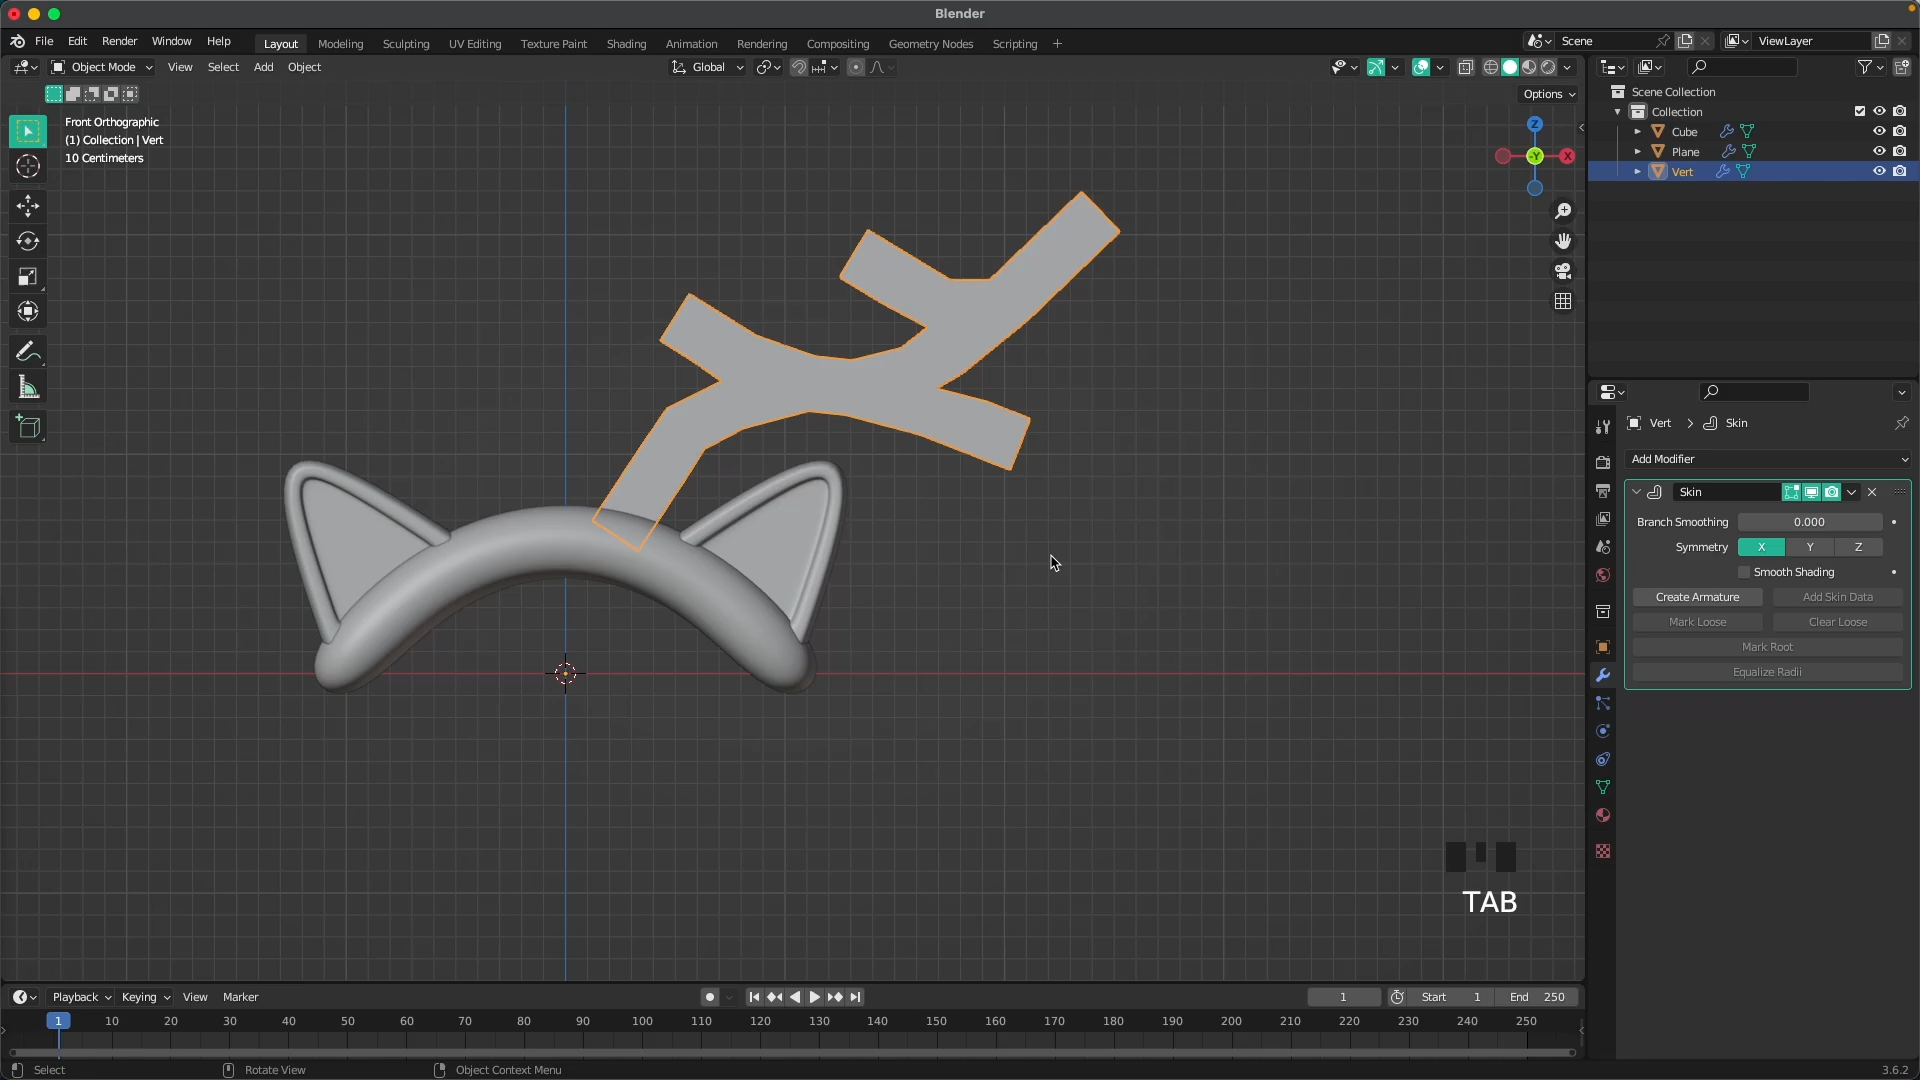 Blender
File Edit Render Window Help
Layout Modeling Sculpting UV Editing Texture Paint Shading Animation Rendering Compositing Geometry Nodes Scripting +
Scene
ViewLayer
Object Mode View Select Add Object
Global
Options
Front Orthographic
(1) Collection | Vert
10 Centimeters
Z
-Y
X
Scene Collection
Collection
Cube
Plane
Vert
Vert > Skin
Add Modifier
Skin
Branch Smoothing 0.000
Symmetry X Y Z
Smooth Shading
Create Armature Add Skin Data
Mark Loose Clear Loose
Mark Root
Equalize Radii
TAB
Playback Keying View Marker
1
Start 1 End 250
1 10 20 30 40 50 60 70 80 90 100 110 120 130 140 150 160 170 180 190 200 210 220 230 240 250
Select Rotate View Object Context Menu
3.6.2